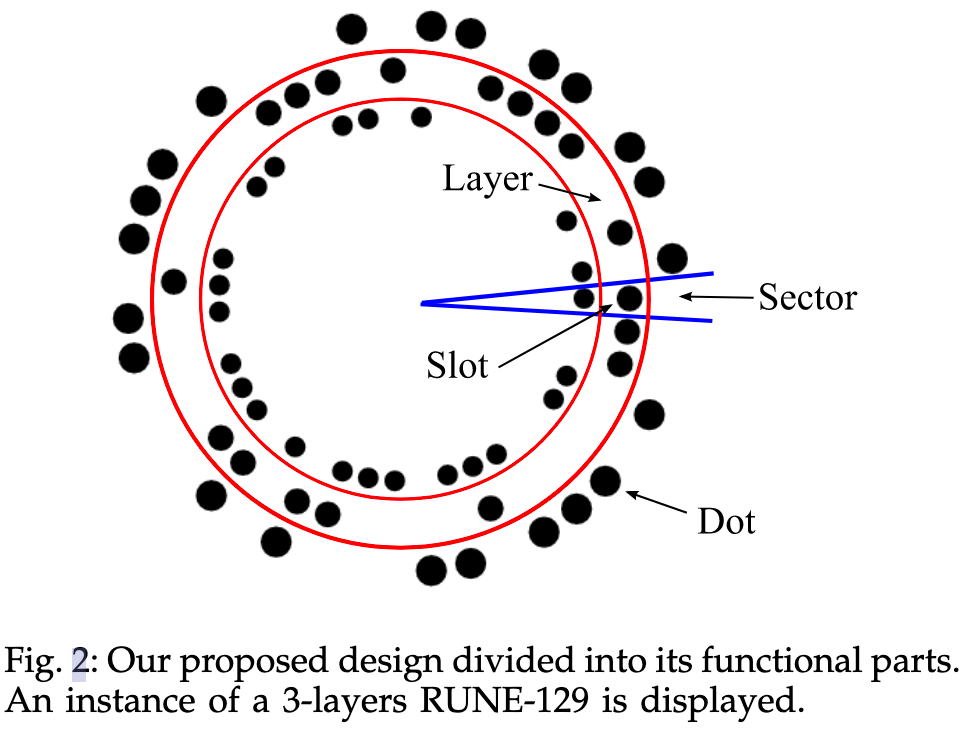 Layer
Sector
Slot
Dot
Fig. 2: Our proposed design divided into its functional parts.
An instance of a 3-layers RUNE-129 is displayed.